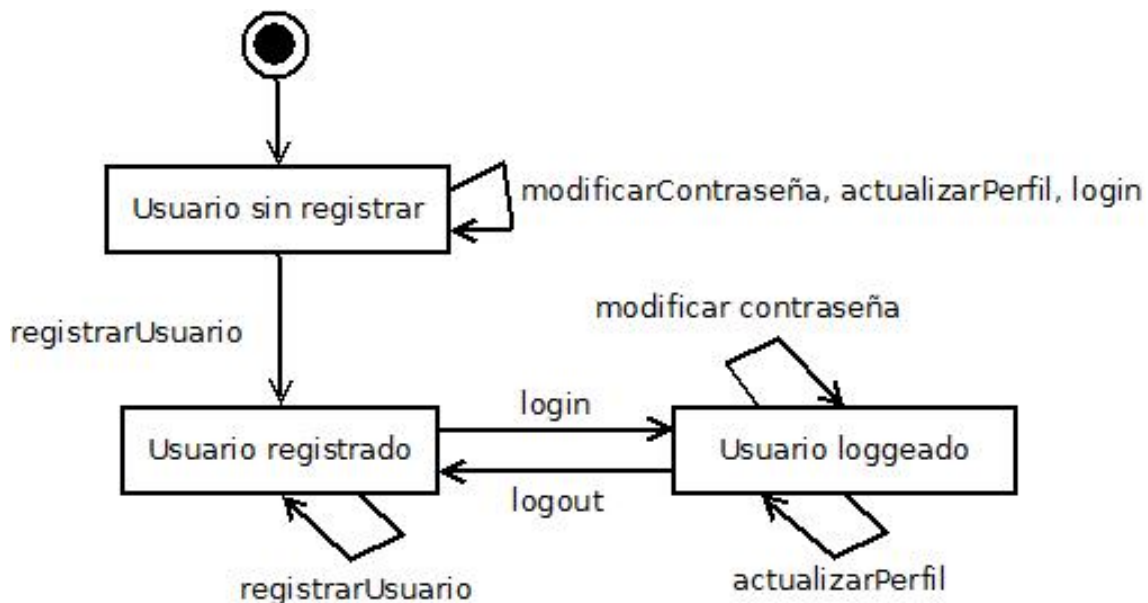 Usuario sin registrar
modificarContraseña, actualizarPerfil, login
registrarUsuario
modificar contraseña
Usuario registrado
login
logout
Usuario loggeado
registrarUsuario
actualizarPerfil